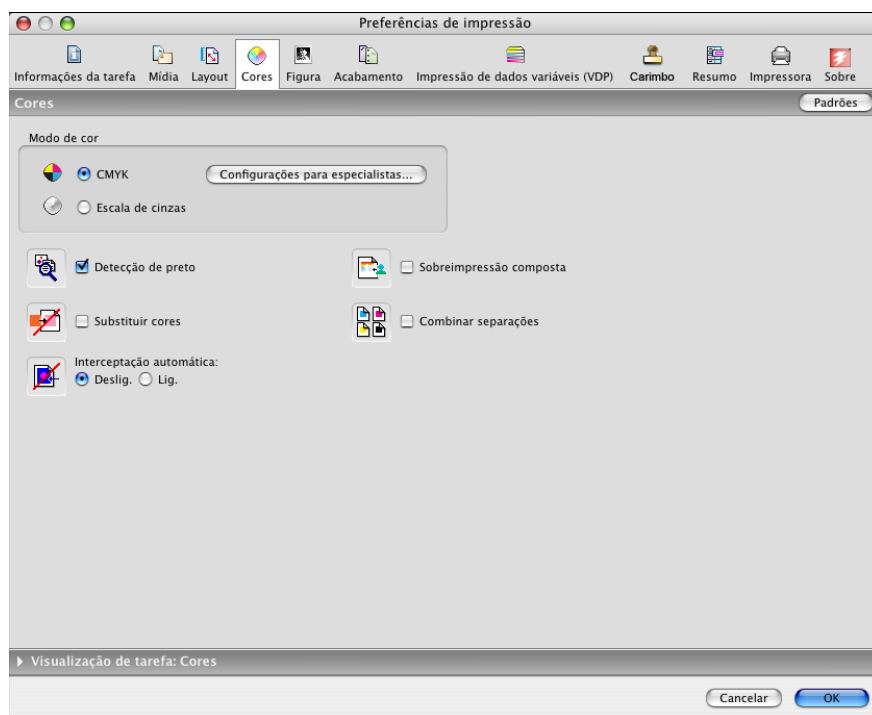 Preferências de impressão
Informações da tarefa Mídia Layout Cores Figura Acabamento Impressão de dados variáveis (VDP) Carimbo Resumo Impressora Sobre
Cores Padrões
Modo de cor
CMYK Configurações para especialistas...
Escala de cinzas
Detecção de preto Sobreimpressão composta
Substituir cores Combinar separações
Interceptação automática:
Deslig. Lig.
Visualização de tarefa: Cores
Cancelar OK